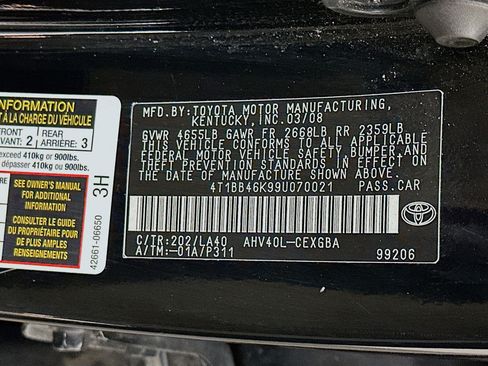 INFORMATION
T À LA CHARGE DU VÉHICULE
FRONT
AVANT: 2
REAR
ARRIÈRE: 3
exceed 410kg or 900lbs.
dépasser 410kg ou 900lbs.
SEE OWNER'S MANUAL
FOR ADDITIONAL
INFORMATION
CONSULTER LE GUIDE
DU PROPRIÉTAIRE
POUR PLUS DE
RENSEIGNEMENTS
3H
42661-06650
MFD. BY: TOYOTA MOTOR MANUFACTURING,
KENTUCKY, INC. 03/08
GVWR 4655LB GAWR FR 2668LB RR 2359LB
THIS VEHICLE CONFORMS TO ALL APPLICABLE
FEDERAL MOTOR VEHICLE SAFETY, BUMPER, AND
THEFT PREVENTION STANDARDS IN EFFECT ON
THE DATE OF MANUFACTURE SHOWN ABOVE.
4T1BB46K99U070021 PASS.CAR
C/TR: 202/LA40 AHV40L-CEXGBA
A/TM: -01A/P311
99206
TOYOTA